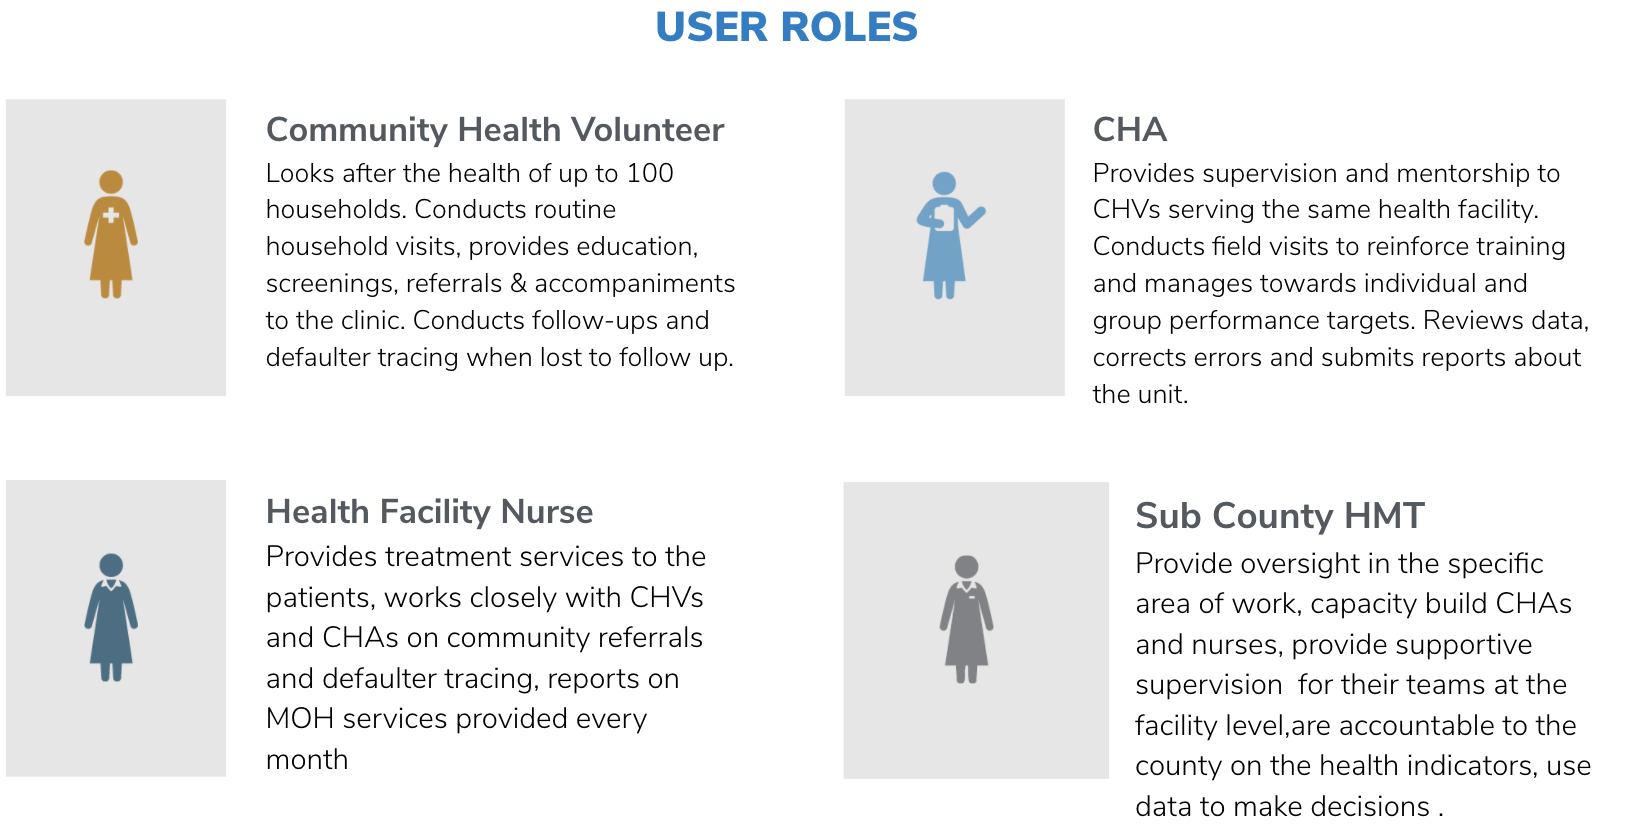 USER ROLES
Community Health Volunteer
Looks after the health of up to 100
households. Conducts routine
household visits, provides education,
screenings, referrals & accompaniments
to the clinic. Conducts follow-ups and
defaulter tracing when lost to follow up.
CHA
Provides supervision and mentorship to
CHVs serving the same health facility.
Conducts field visits to reinforce training
and manages towards individual and
group performance targets. Reviews data,
corrects errors and submits reports about
the unit.
Health Facility Nurse
Provides treatment services to the
patients, works closely with CHVs
and CHAs on community referrals
and defaulter tracing, reports on
MOH services provided every
month
Sub County HMT
Provide oversight in the specific
area of work, capacity build CHAs
and nurses, provide supportive
supervision  for their teams at the
facility level,are accountable to the
county on the health indicators, use
data to make decisions .